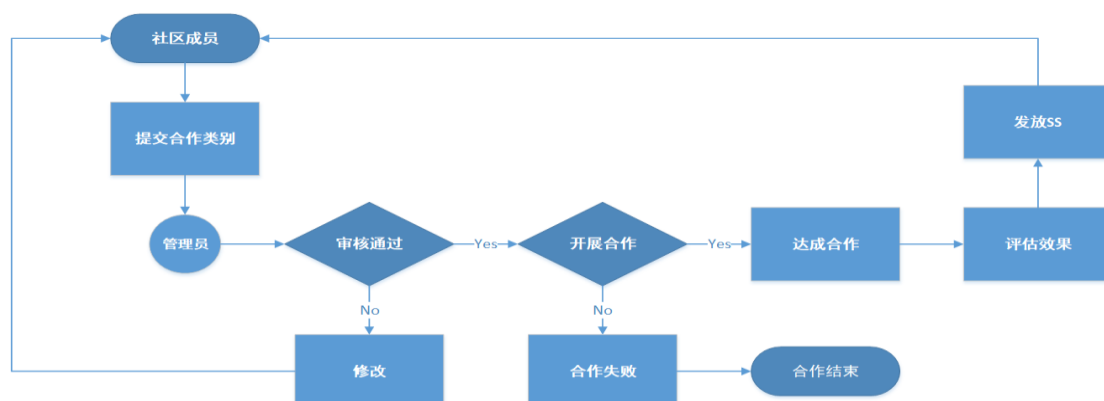 社区成员
提交合作类别
发放SS
管理员
审核通过
Yes
开展合作
Yes
达成合作
评估效果
No
No
修改
合作失败
合作结束